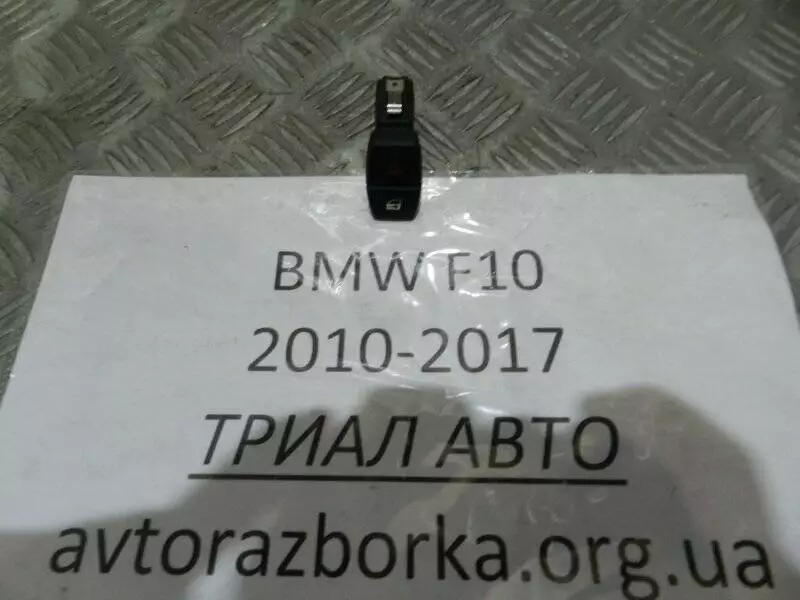 BMW F10
2010-2017
ТРИАЛ АВТО
avtorazborka.org.ua